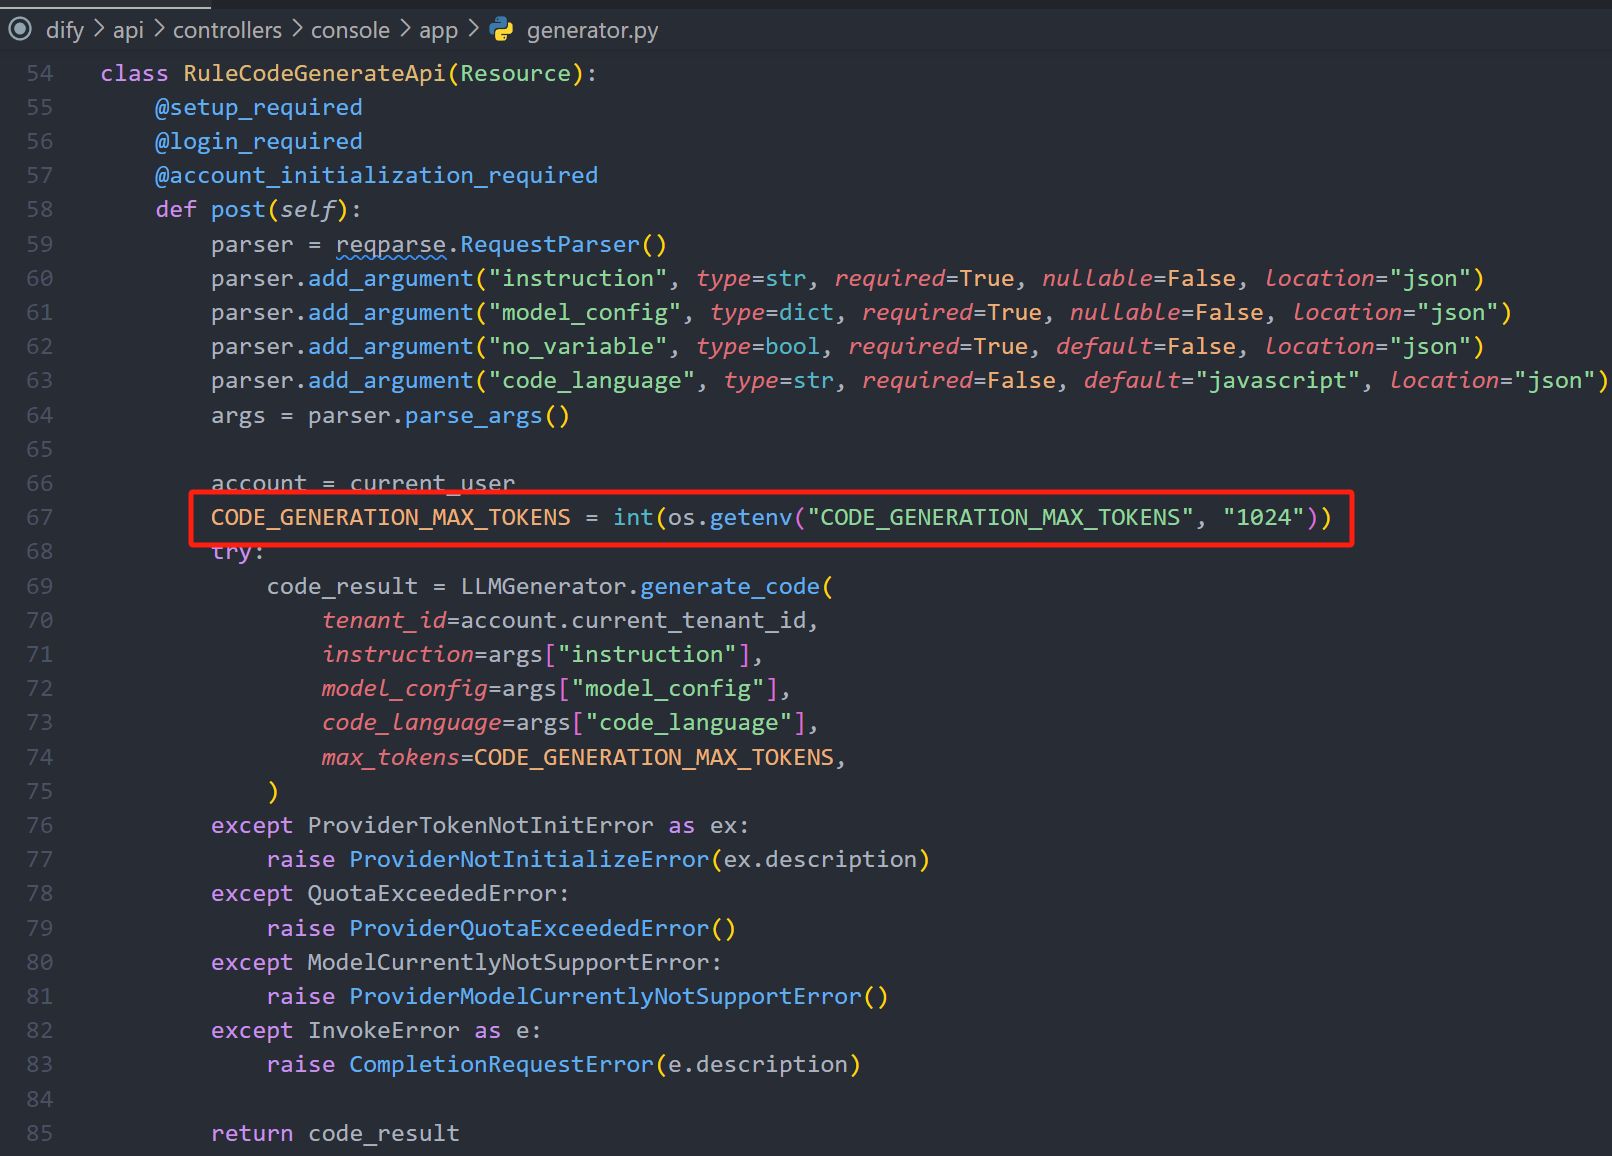 dify > api > controllers > console > app > generator.py
54 class RuleCodeGenerateApi(Resource):
55     @setup_required
56     @login_required
57     @account_initialization_required
58     def post(self):
59         parser = reqparse.RequestParser()
60         parser.add_argument("instruction", type=str, required=True, nullable=False, location="json")
61         parser.add_argument("model_config", type=dict, required=True, nullable=False, location="json")
62         parser.add_argument("no_variable", type=bool, required=True, default=False, location="json")
63         parser.add_argument("code_language", type=str, required=False, default="javascript", location="json")
64         args = parser.parse_args()
65
66         account = current_user
67         CODE_GENERATION_MAX_TOKENS = int(os.getenv("CODE_GENERATION_MAX_TOKENS", "1024"))
68         try:
69             code_result = LLMGenerator.generate_code(
70                 tenant_id=account.current_tenant_id,
71                 instruction=args["instruction"],
72                 model_config=args["model_config"],
73                 code_language=args["code_language"],
74                 max_tokens=CODE_GENERATION_MAX_TOKENS,
75             )
76         except ProviderTokenNotInitError as ex:
77             raise ProviderNotInitializeError(ex.description)
78         except QuotaExceededError:
79             raise ProviderQuotaExceededError()
80         except ModelCurrentlyNotSupportError:
81             raise ProviderModelCurrentlyNotSupportError()
82         except InvokeError as e:
83             raise CompletionRequestError(e.description)
84
85         return code_result